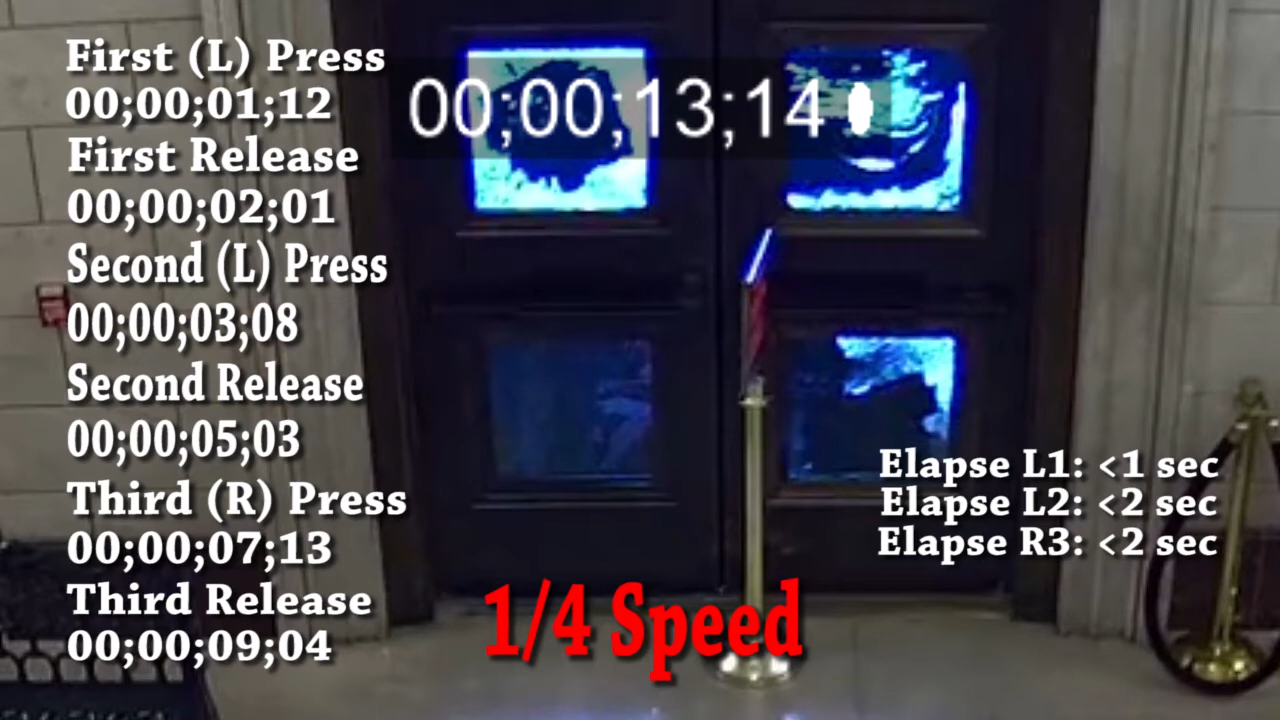 First (L) Press
00;00;01;12
First Release
00;00;02;01
Second (L) Press
00;00;03;08
Second Release
00;00;05;03
Third (R) Press
00;00;07;13
Third Release
00;00;09;04
00;00;13;14
Elapse L1: <1 sec
Elapse L2: <2 sec
Elapse R3: <2 sec
1/4 Speed